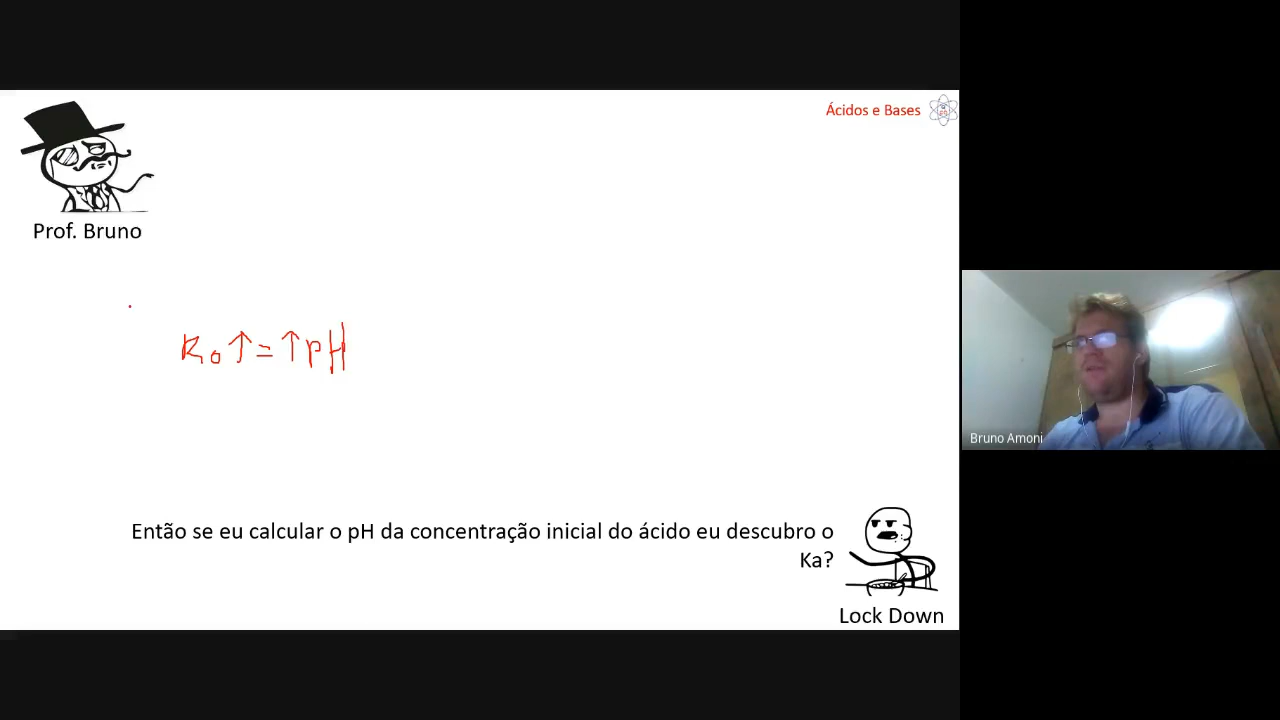 Ácidos e Bases
Prof. Bruno
↑ = ↑ pH
Então se eu calcular o pH da concentração inicial do ácido eu descubro o
Ka?
Lock Down
Bruno Amoni